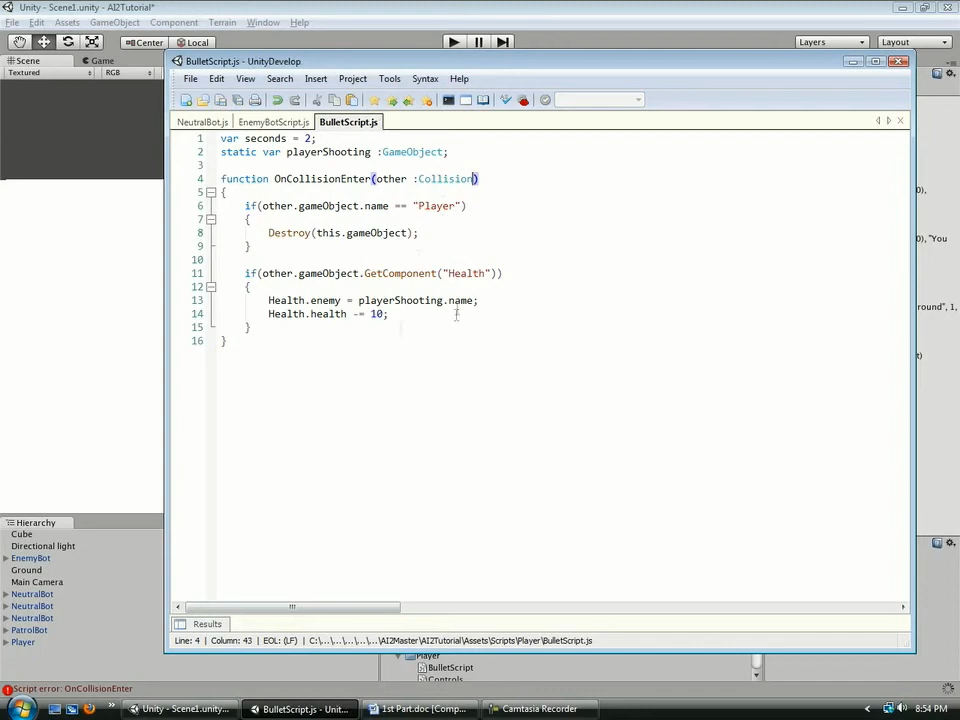 Unity - Scene1.unity - AI2Tutorial*
File Edit Assets GameObject Component Terrain Window Help
Center Local Layers Layout
Scene Game
Textured RGB
BulletScript.js - UnityDevelop
File Edit View Search Insert Project Debug Tools Syntax Help
NeutralBot.js EnemyBotScript.js BulletScript.js
1 var seconds = 2;
2 static var playerShooting :GameObject;
3
4 function OnCollisionEnter(other :Collision)
5 {
6 if(other.gameObject.name == "Player")
7 {
8 Destroy(this.gameObject);
9 }
10
11 if(other.gameObject.GetComponent("Health"))
12 {
13 Health.enemy = playerShooting.name;
14 Health.health -= 10;
15 }
16 }
),
0), "You
ound", 1,
t)
Hierarchy
Cube
Directional light
EnemyBot
Ground
Main Camera
NeutralBot
NeutralBot
NeutralBot
PatrolBot
Player
Results
Line: 4 | Column: 43 | EOL: (LF) | C:\...\...\...\...\AI2Master\AI2Tutorial\Assets\Scripts\Player\BulletScript.js
Player
BulletScript
Controls
Script error: OnCollisionEnter
Unity - Scene1.unity... BulletScript.js - Unit... 1st Part.doc [Comp... Camtasia Recorder 8:54 PM